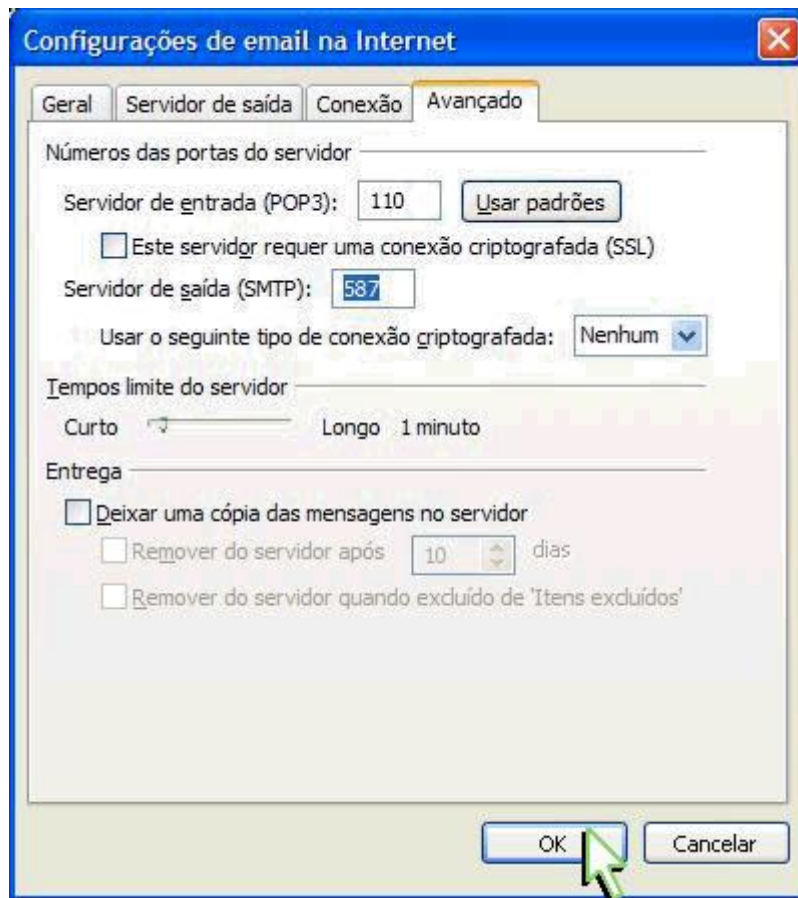 Configurações de email na Internet
Geral Servidor de saída Conexão Avançado
Números das portas do servidor
Servidor de entrada (POP3): 110 Usar padrões
Este servidor requer uma conexão criptografada (SSL)
Servidor de saída (SMTP): 587
Usar o seguinte tipo de conexão criptografada: Nenhum
Tempos limite do servidor
Curto Longo 1 minuto
Entrega
Deixar uma cópia das mensagens no servidor
Remover do servidor após 10 dias
Remover do servidor quando excluído de 'Itens excluídos'
OK Cancelar